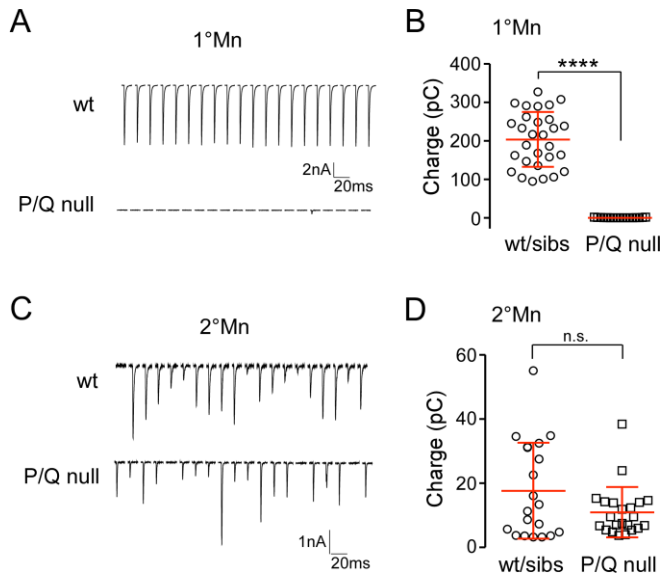 A
1°Mn
wt
2nA
20ms
P/Q null
B
1°Mn
****
Charge (pC)
400
300
200
100
0
wt/sibs P/Q null
C
2°Mn
wt
P/Q null
1nA
20ms
D
2°Mn
n.s.
Charge (pC)
60
40
20
0
wt/sibs P/Q null